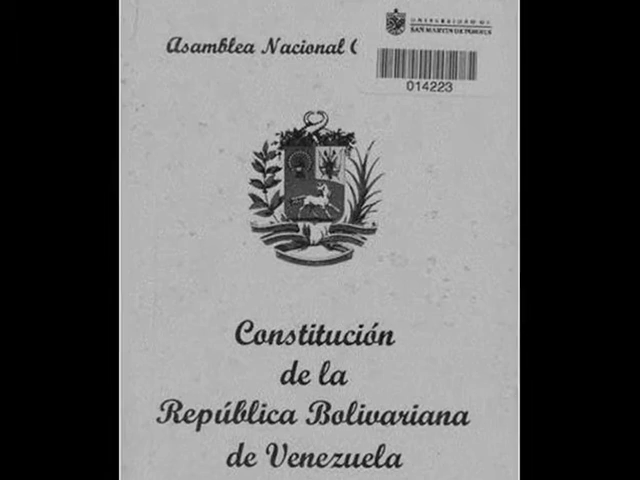 UNIVERSIDAD DE
SAN MARTIN DE PORRES
Asamblea Nacional C
014223
Constitución
de la
República Bolivariana
de Venezuela